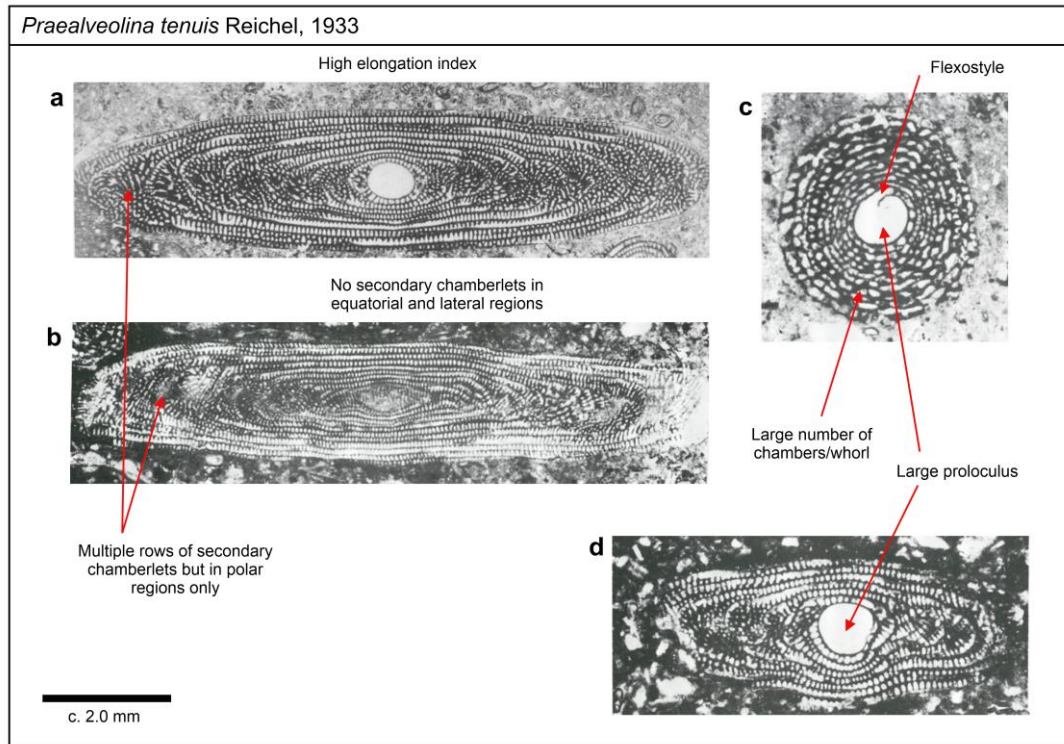 Praealveolina tenuis Reichel, 1933
High elongation index
a
Flexostyle
c
No secondary chamberlets in
equatorial and lateral regions
b
Large number of
chambers/whorl
Large proloculus
Multiple rows of secondary
chamberlets but in polar
regions only
d
c. 2.0 mm